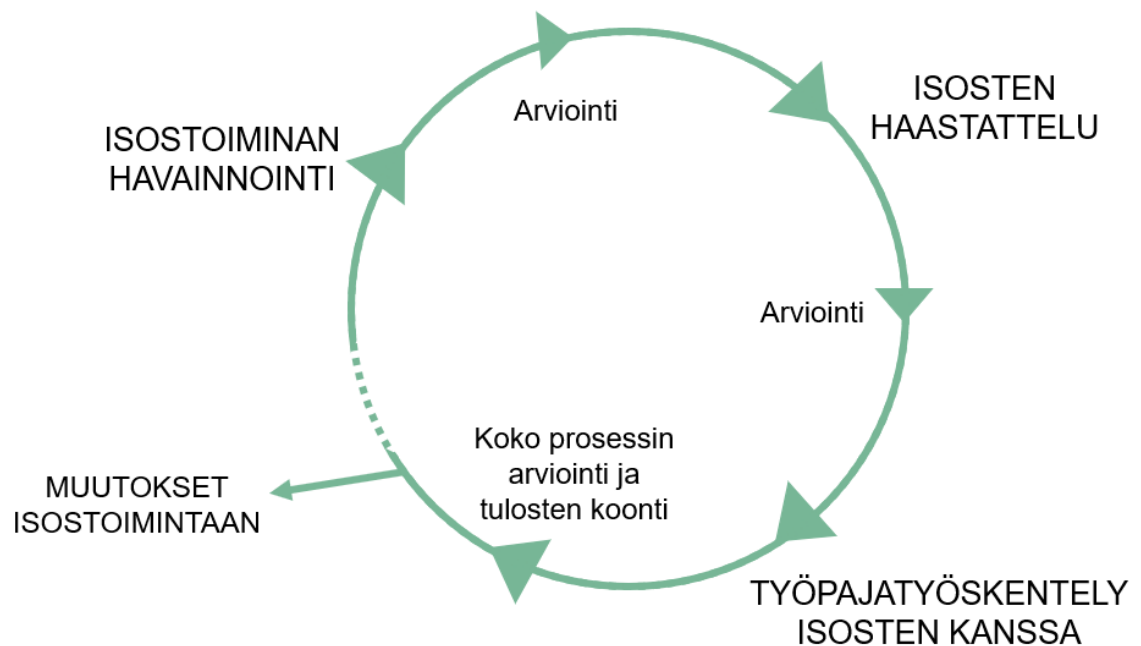 ISOSTOIMINAN
HAVAINNOINTI
Arviointi
ISOSTEN
HAASTATTELU
Arviointi
TYÖPAJATYÖSKENTELY
ISOSTEN KANSSA
Koko prosessin
arviointi ja
tulosten koonti
MUUTOKSET
ISOSTOIMINTAAN